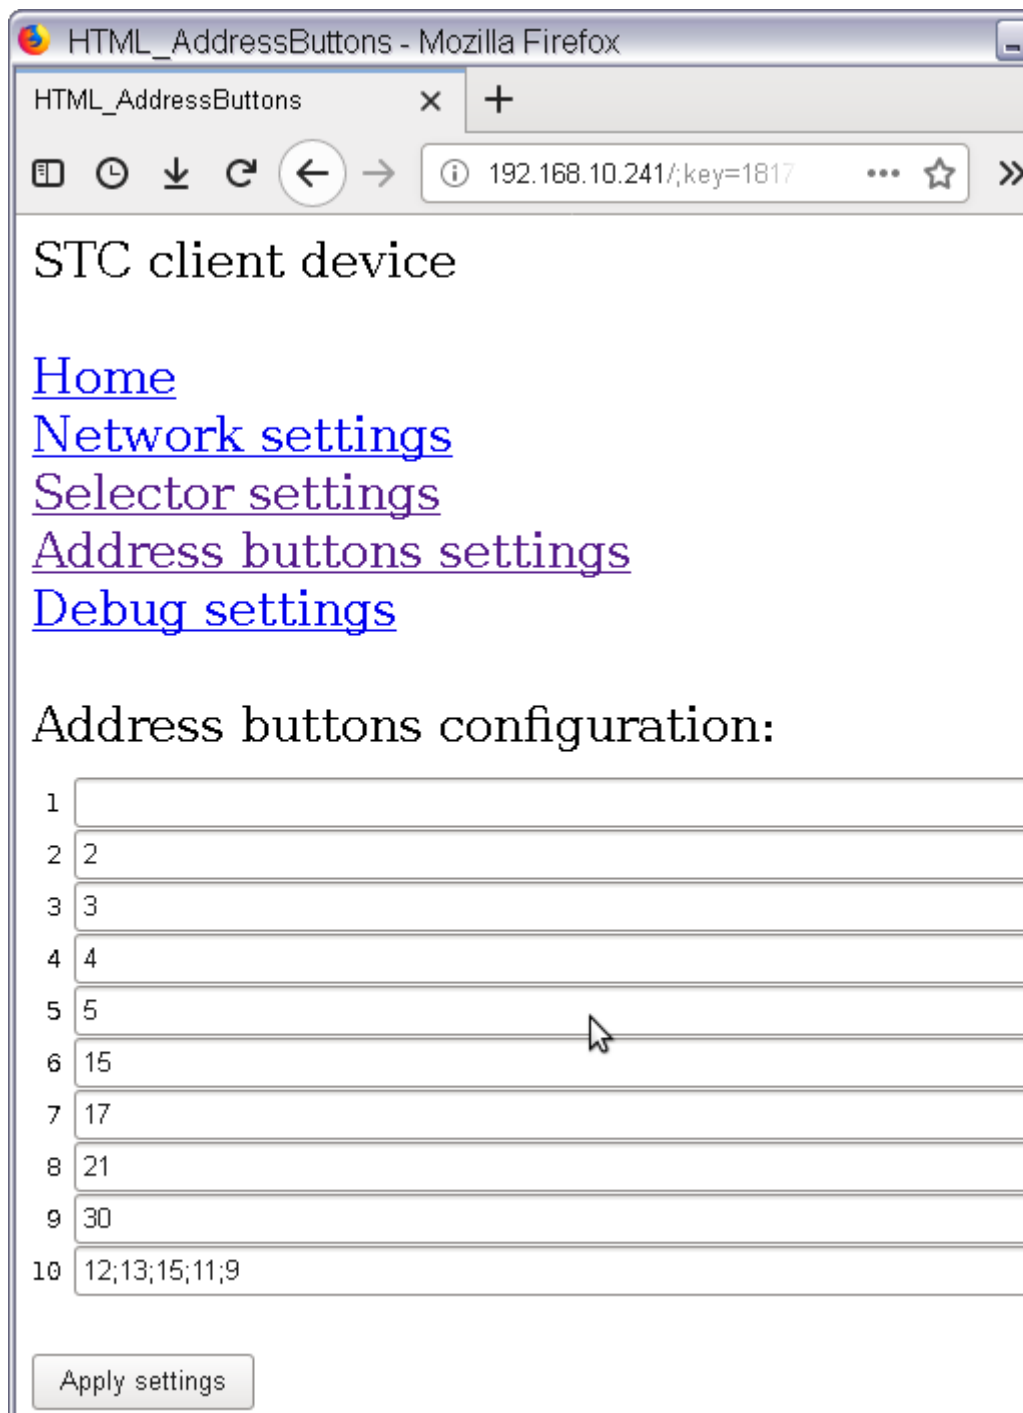 HTML_AddressButtons - Mozilla Firefox
HTML_AddressButtons
192.168.10.241/;key=1817
STC client device
Home
Network settings
Selector settings
Address buttons settings
Debug settings
Address buttons configuration:
1
2 2
3 3
4 4
5 5
6 15
7 17
8 21
9 30
10 12;13;15;11;9
Apply settings